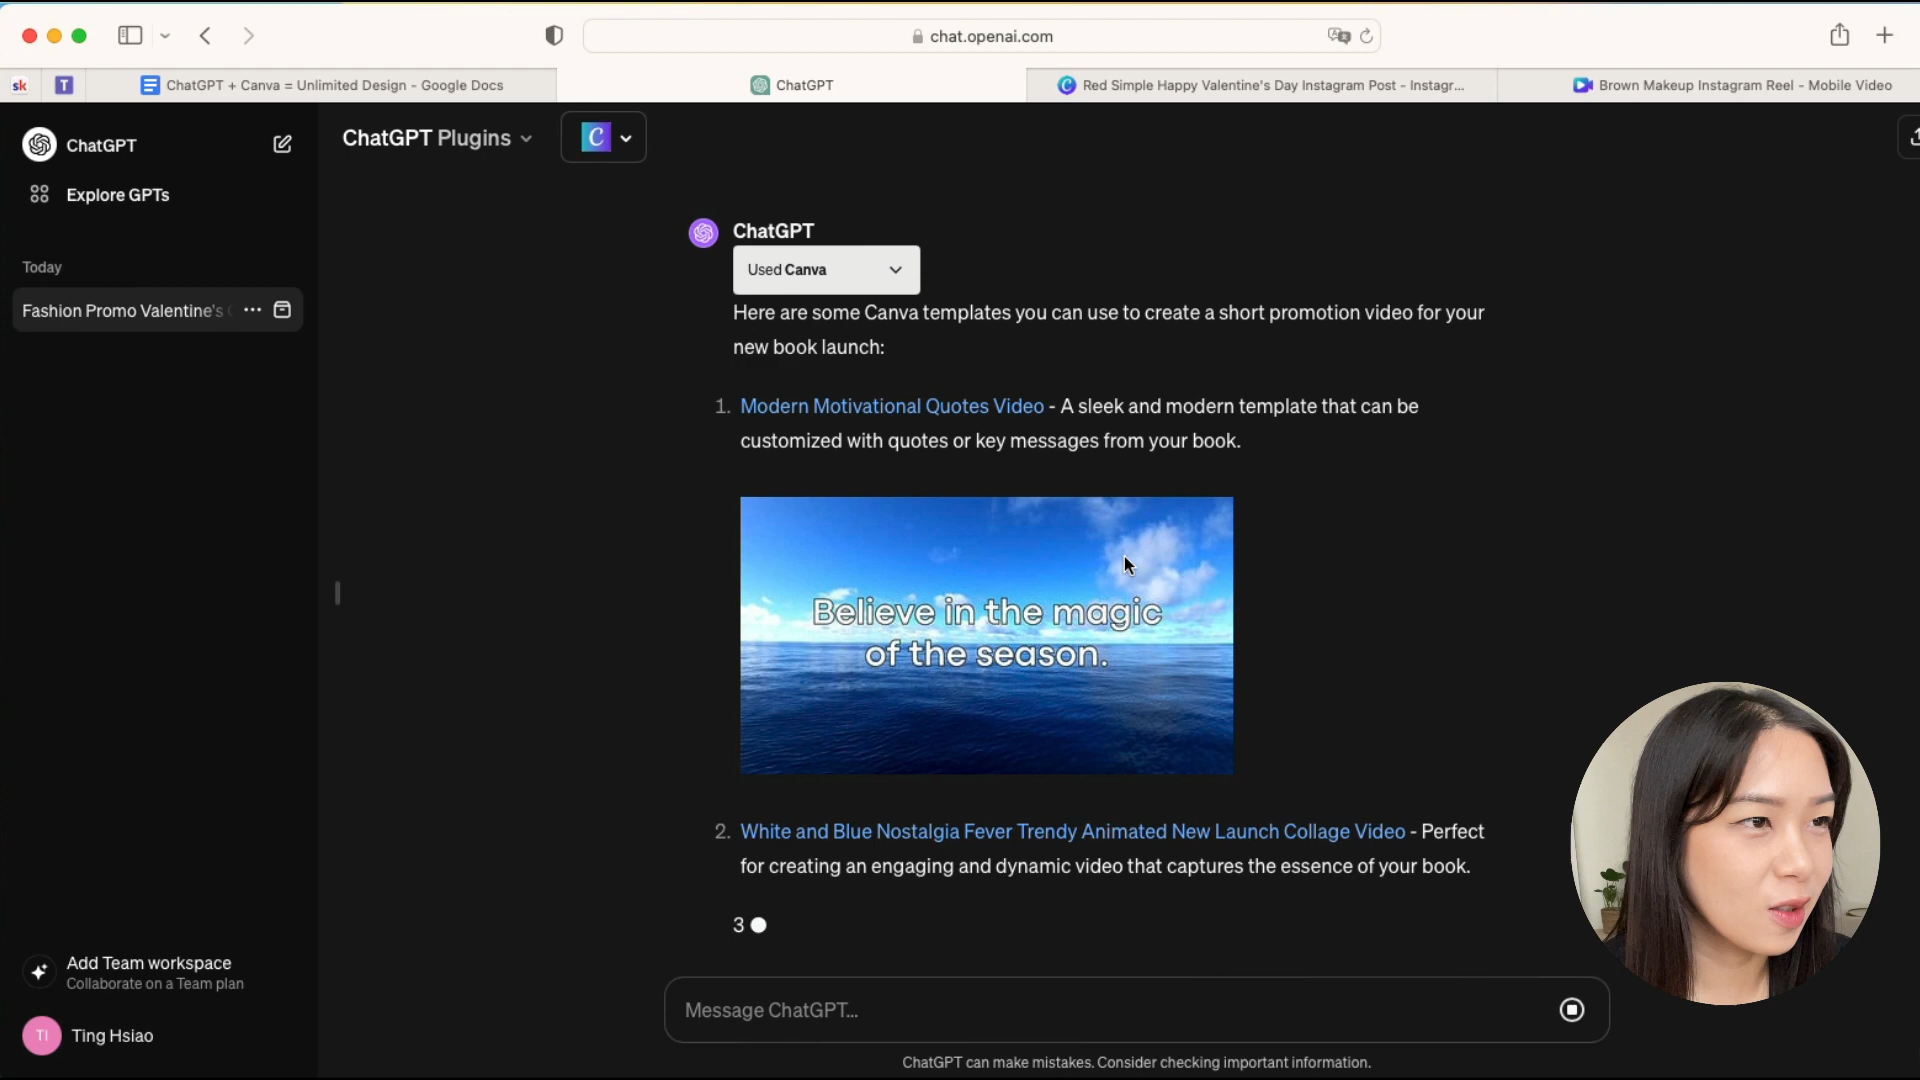 chat.openai.com
sk
T
ChatGPT + Canva = Unlimited Design - Google Docs
ChatGPT
Red Simple Happy Valentine's Day Instagram Post - Instagr...
Brown Makeup Instagram Reel - Mobile Video
ChatGPT
ChatGPT Plugins
C
Explore GPTs
Today
Fashion Promo Valentine's
ChatGPT
Used Canva
Here are some Canva templates you can use to create a short promotion video for your
new book launch:
1. Modern Motivational Quotes Video - A sleek and modern template that can be
customized with quotes or key messages from your book.
Believe in the magic
of the season.
2. White and Blue Nostalgia Fever Trendy Animated New Launch Collage Video - Perfect
for creating an engaging and dynamic video that captures the essence of your book.
3
Add Team workspace
Collaborate on a Team plan
TI
Ting Hsiao
Message ChatGPT...
ChatGPT can make mistakes. Consider checking important information.